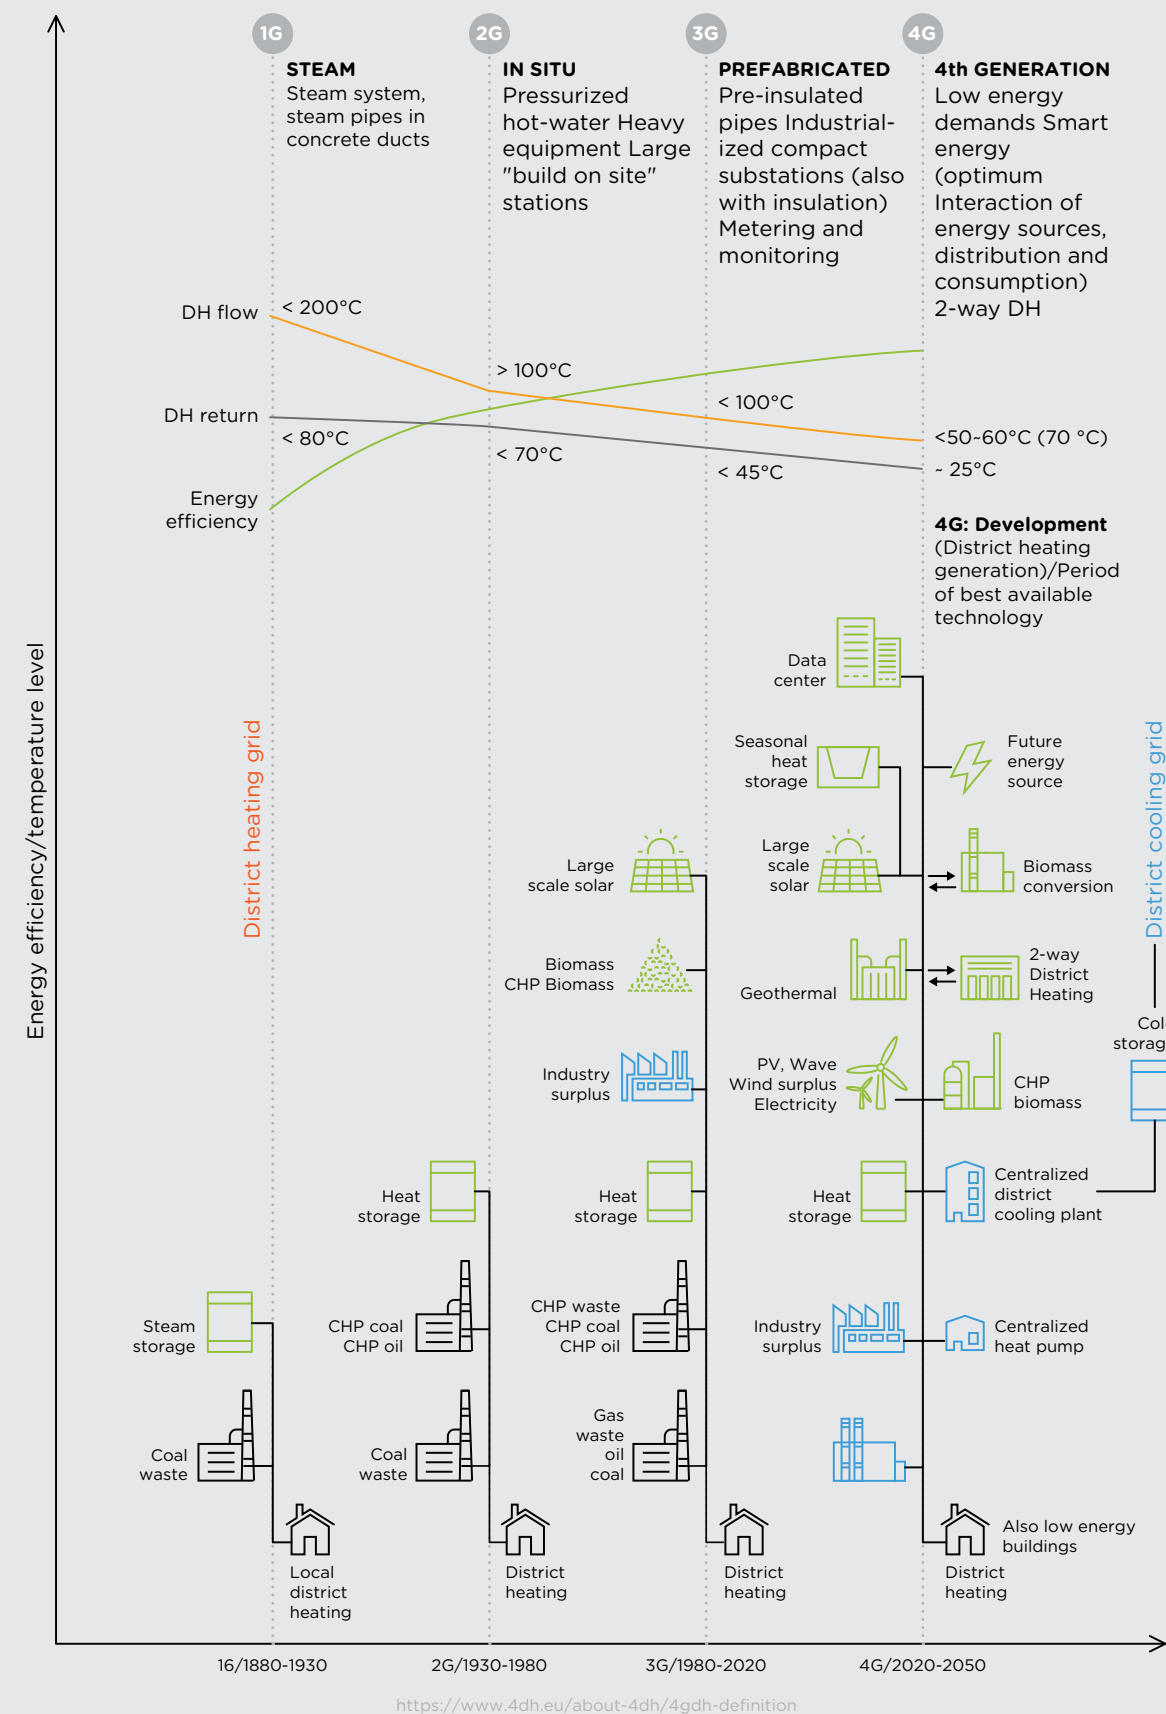 1G
2G
3G
4G
STEAM
Steam system,
steam pipes in
concrete ducts
IN SITU
Pressurized
hot-water Heavy
equipment Large
"build on site"
stations
PREFABRICATED
Pre-insulated
pipes Industrial-
ized compact
substations (also
with insulation)
Metering and
monitoring
4th GENERATION
Low energy
demands Smart
energy
(optimum
Interaction of
energy sources,
distribution and
consumption)
2-way DH
DH flow
< 200°C
> 100°C
< 100°C
<50~60°C (70 °C)
DH return
< 80°C
< 70°C
< 45°C
~ 25°C
Energy
efficiency
4G: Development
(District heating
generation)/Period
of best available
technology
Energy efficiency/temperature level
District heating grid
District cooling grid
Data
center
Seasonal
heat
storage
Future
energy
source
Large
scale solar
Large
scale
solar
Biomass
conversion
Biomass
CHP Biomass
Geothermal
2-way
District
Heating
Col
storag
Industry
surplus
PV, Wave
Wind surplus
Electricity
CHP
biomass
Heat
storage
Heat
storage
Heat
storage
Centralized
district
cooling plant
Steam
storage
CHP coal
CHP oil
CHP waste
CHP coal
CHP oil
Industry
surplus
Centralized
heat pump
Coal
waste
Coal
waste
Gas
waste
oil
coal
Local
district
heating
District
heating
District
heating
District
heating
Also low energy
buildings
16/1880-1930
2G/1930-1980
3G/1980-2020
4G/2020-2050
https://www.4dh.eu/about-4dh/4gdh-definition